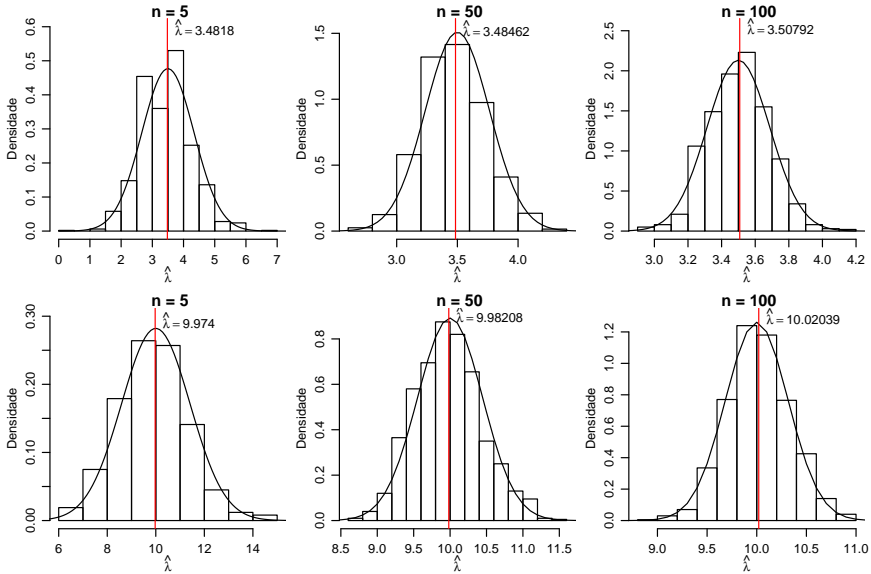 n = 5
λ̂ = 3.4818
Densidade
0.0 0.1 0.2 0.3 0.4 0.5 0.6
0 1 2 3 4 5 6 7
λ̂
n = 50
λ̂ = 3.48462
Densidade
0.0 0.5 1.0 1.5
3.0 3.5 4.0
λ̂
n = 100
λ̂ = 3.50792
Densidade
0.0 0.5 1.0 1.5 2.0 2.5
3.0 3.2 3.4 3.6 3.8 4.0 4.2
λ̂
n = 5
λ̂ = 9.974
Densidade
0.00 0.10 0.20 0.30
6 8 10 12 14
λ̂
n = 50
λ̂ = 9.98208
Densidade
0.0 0.2 0.4 0.6 0.8
8.5 9.0 9.5 10.0 10.5 11.0 11.5
λ̂
n = 100
λ̂ = 10.02039
Densidade
0.0 0.2 0.4 0.6 0.8 1.0 1.2
9.0 9.5 10.0 10.5 11.0
λ̂